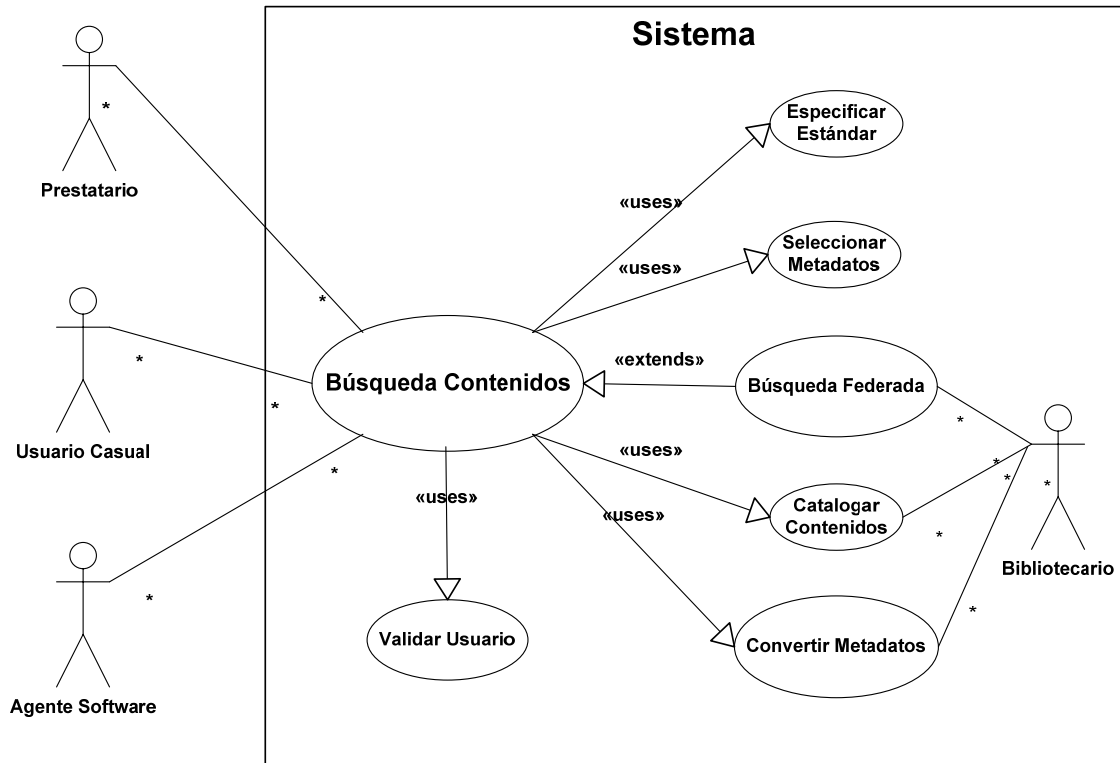 Sistema
*
Prestatario
Especificar
Estándar
«uses»
Seleccionar
Metadatos
«uses»
*
*
Usuario Casual
*
Búsqueda Contenidos
«extends»
Búsqueda Federada
*
*
«uses»
*
*
*
«uses»
«uses»
Catalogar
Contenidos
*
Bibliotecario
*
Agente Software
Validar Usuario
Convertir Metadatos
*